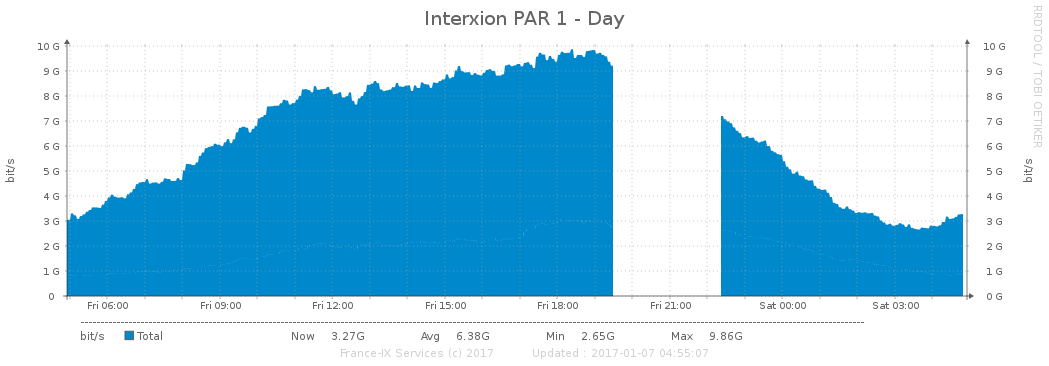 Interxion PAR 1 - Day
RRDTOOL / TOBI OETIKER
bit/s
10 G
9 G
8 G
7 G
6 G
5 G
4 G
3 G
2 G
1 G
0
10 G
9 G
8 G
7 G
6 G
5 G
4 G
3 G
2 G
1 G
0 G
bit/s
Fri 06:00 Fri 09:00 Fri 12:00 Fri 15:00 Fri 18:00 Fri 21:00 Sat 00:00 Sat 03:00
bit/s Total Now 3.27G Avg 6.38G Min 2.65G Max 9.86G
France-IX Services (c) 2017 Updated : 2017-01-07 04:55:07